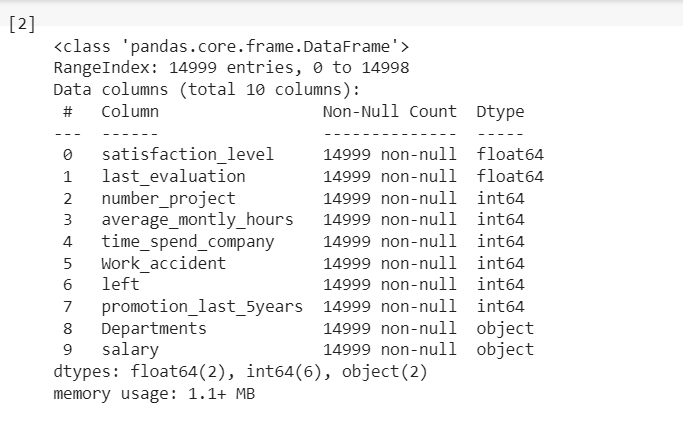 [2]
<class 'pandas.core.frame.DataFrame'>
RangeIndex: 14999 entries, 0 to 14998
Data columns (total 10 columns):
 #   Column                 Non-Null Count  Dtype
---  ------                 --------------  -----
 0   satisfaction_level     14999 non-null  float64
 1   last_evaluation        14999 non-null  float64
 2   number_project         14999 non-null  int64
 3   average_montly_hours   14999 non-null  int64
 4   time_spend_company     14999 non-null  int64
 5   Work_accident          14999 non-null  int64
 6   left                   14999 non-null  int64
 7   promotion_last_5years  14999 non-null  int64
 8   Departments            14999 non-null  object
 9   salary                 14999 non-null  object
dtypes: float64(2), int64(6), object(2)
memory usage: 1.1+ MB